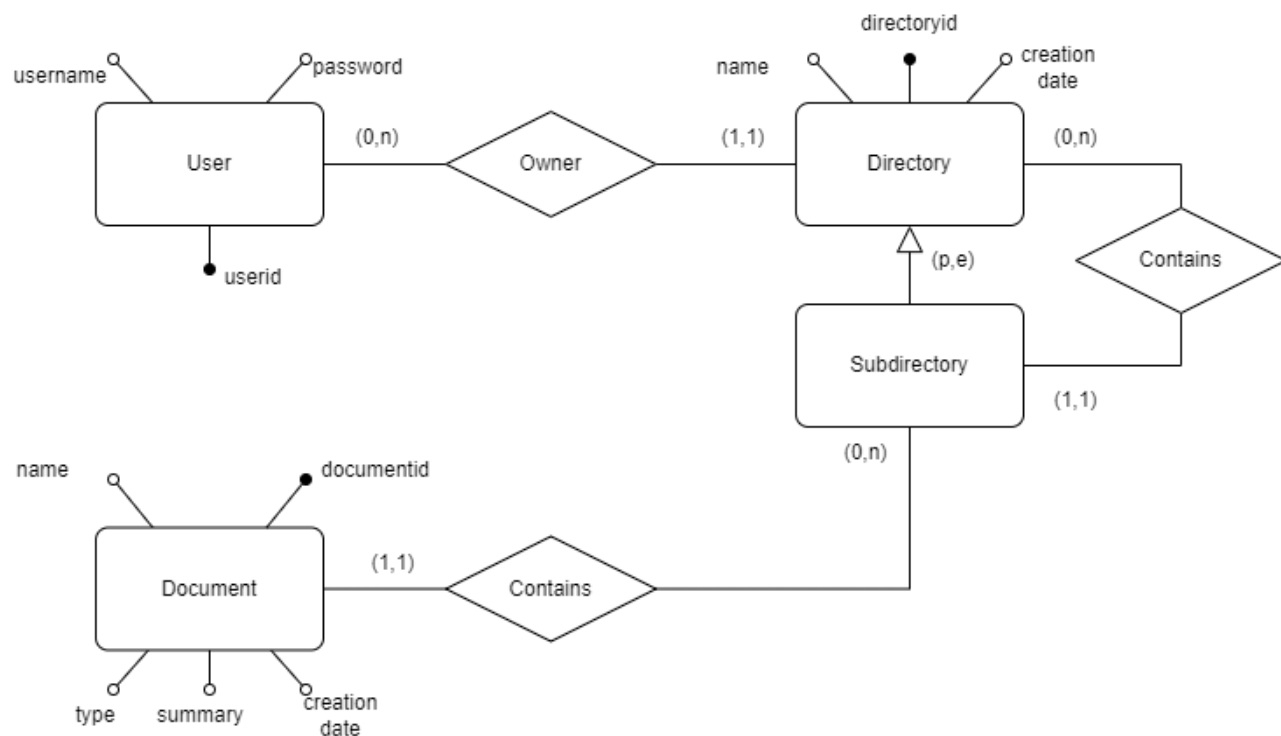 directoryid
username
password
name
creation
date
(0,n)
(1,1)
(0,n)
User
Owner
Directory
userid
(p,e)
Contains
Subdirectory
(1,1)
(0,n)
name
documentid
(1,1)
Document
Contains
type
summary
creation
date